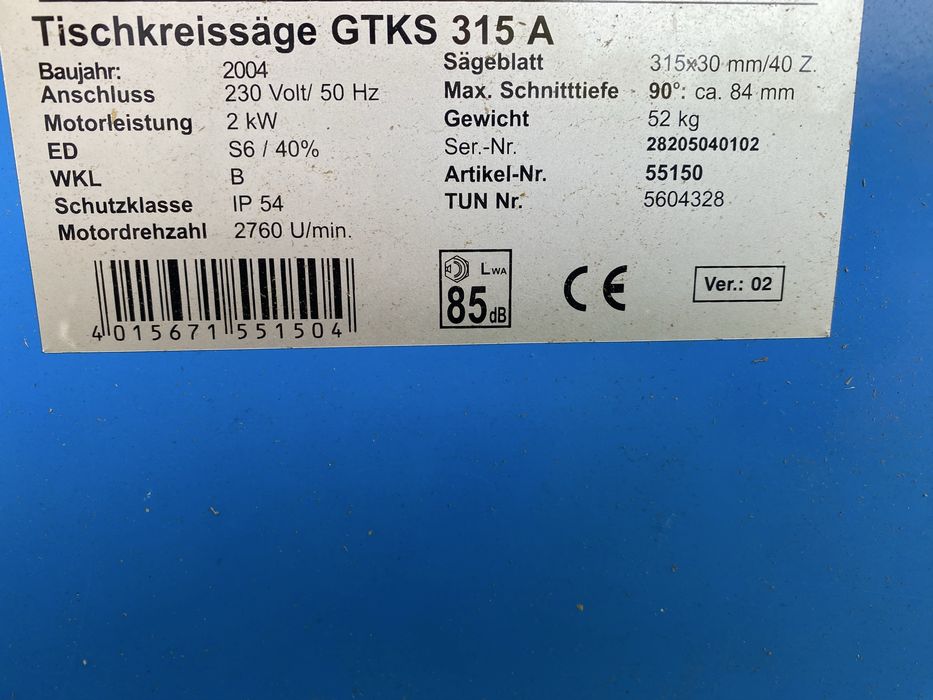 Tischkreissäge GTKS 315 A
Baujahr: 2004
Anschluss 230 Volt/ 50 Hz
Motorleistung 2 kW
ED S6 / 40%
WKL B
Schutzklasse IP 54
Motordrehzahl 2760 U/min.
Sägeblatt 315x30 mm/40 Z.
Max. Schnitttiefe 90°: ca. 84 mm
Gewicht 52 kg
Ser.-Nr. 28205040102
Artikel-Nr. 55150
TUN Nr. 5604328
4 015671 551504
LWA
85dB
CE
Ver.: 02